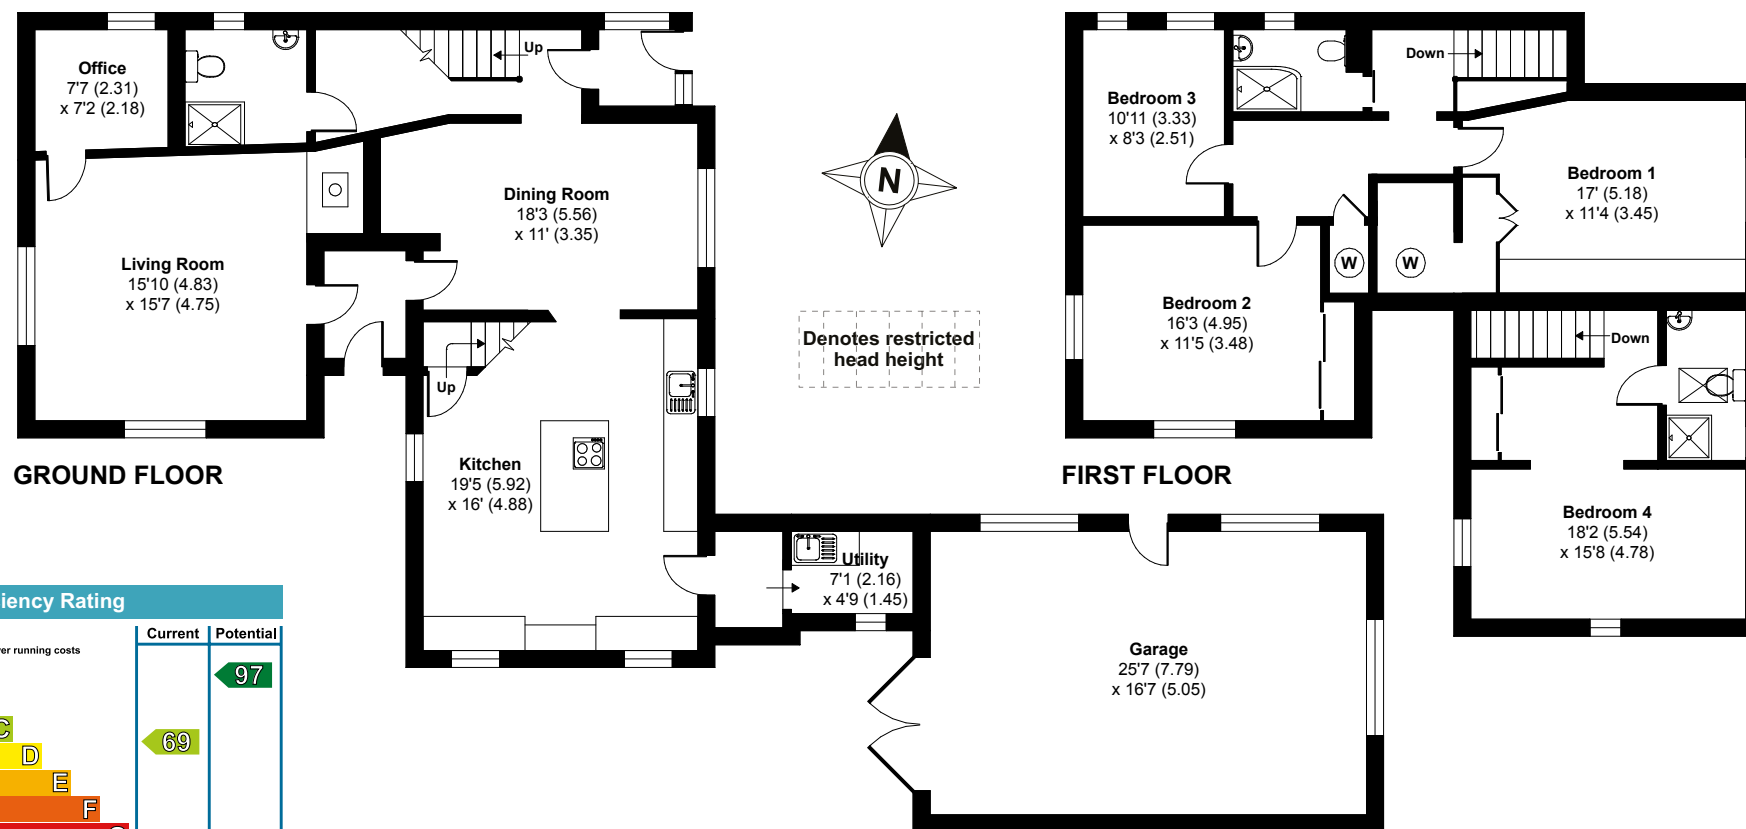 Office
7'7 (2.31)
x 7'2 (2.18)
Up
Dining Room
18'3 (5.56)
x 11' (3.35)
Living Room
15'10 (4.83)
x 15'7 (4.75)
Up
Kitchen
19'5 (5.92)
x 16' (4.88)
GROUND FLOOR
Utility
7'1 (2.16)
x 4'9 (1.45)
Garage
25'7 (7.79)
x 16'7 (5.05)
N
Denotes restricted
head height
Down
Bedroom 3
10'11 (3.33)
x 8'3 (2.51)
Bedroom 1
17' (5.18)
x 11'4 (3.45)
W
W
Bedroom 2
16'3 (4.95)
x 11'5 (3.48)
Down
FIRST FLOOR
Bedroom 4
18'2 (5.54)
x 15'8 (4.78)
Rating
Current
Potential
running costs
97
C
69
D
E
F